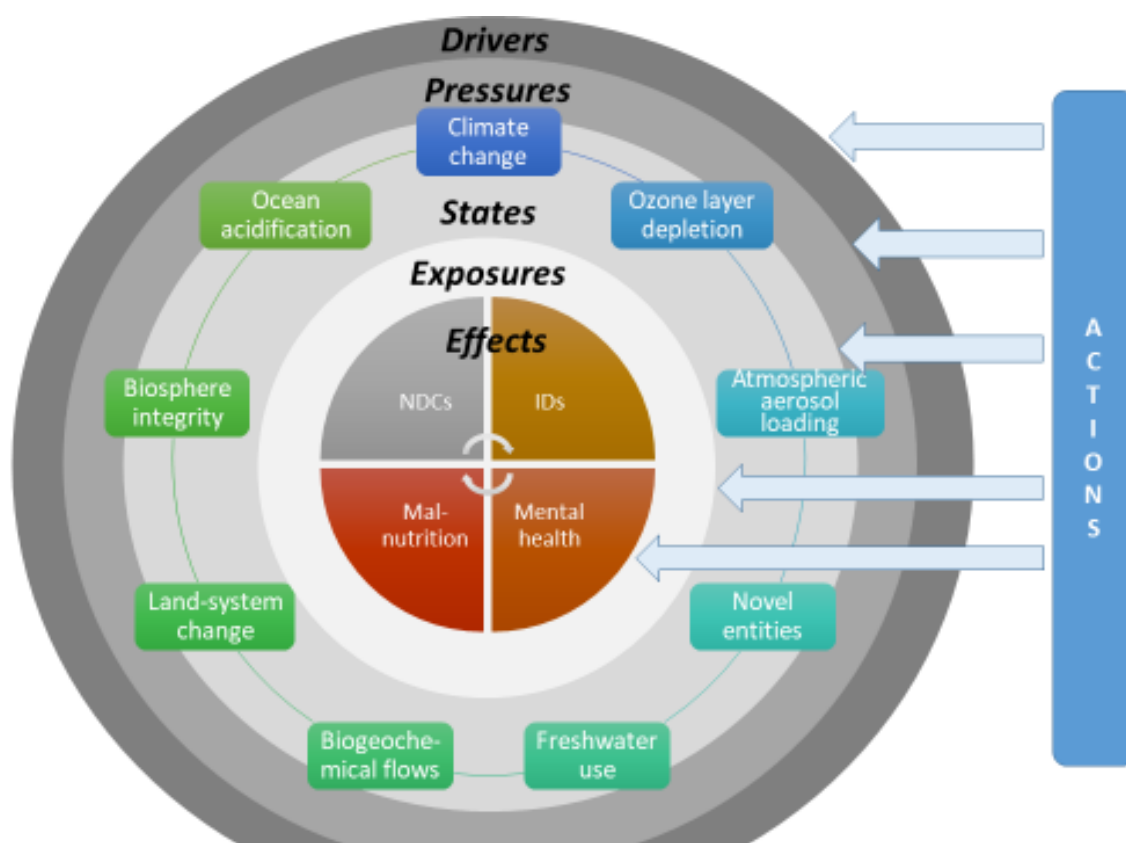 Drivers
Pressures
Climate
change
Ocean
acidification
Ozone layer
depletion
States
Exposures
Effects
NDCs
IDs
Biosphere
integrity
Atmospheric
aerosol
loading
Mal-
nutrition
Mental
health
Land-system
change
Novel
entities
Biogeoche-
mical flows
Freshwater
use
A
C
T
I
O
N
S